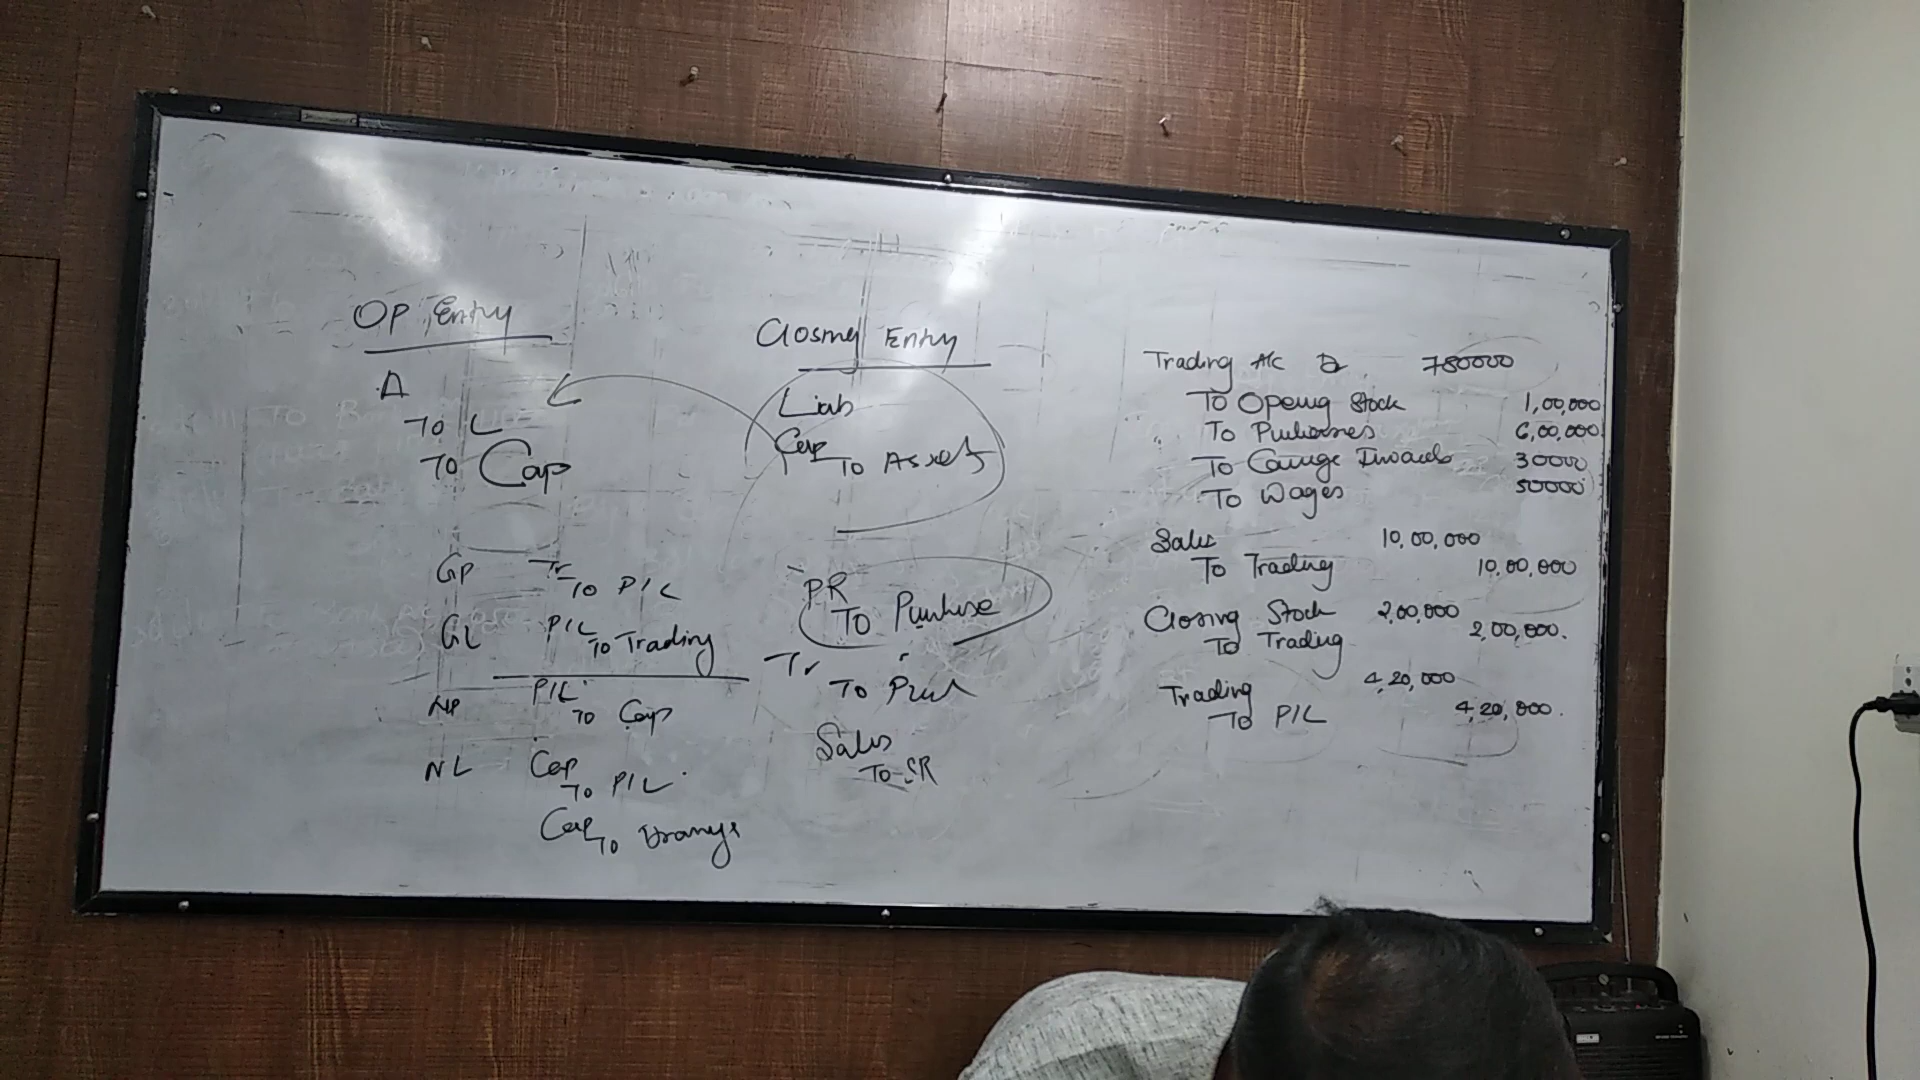 OP Entry
A
To L
To Cap
GP Tr
To P/L
GL P/L
To Trading
NP P/L
To Cap
NL Cap
To P/L
Cap
To Drawings
Closing Entry
Liab
Cap
To Assets
PR
To Purchase
Tr
To Purch
Sales
To SR
Trading A/c Dr 780000
To Opening Stock 1,00,000
To Purchases 6,00,000
To Carriage Inwards 30000
To Wages 50000
Sales 10,00,000
To Trading 10,00,000
Closing Stock 2,00,000
To Trading 2,00,000.
Trading 4,20,000
To P/L 4,20,000.